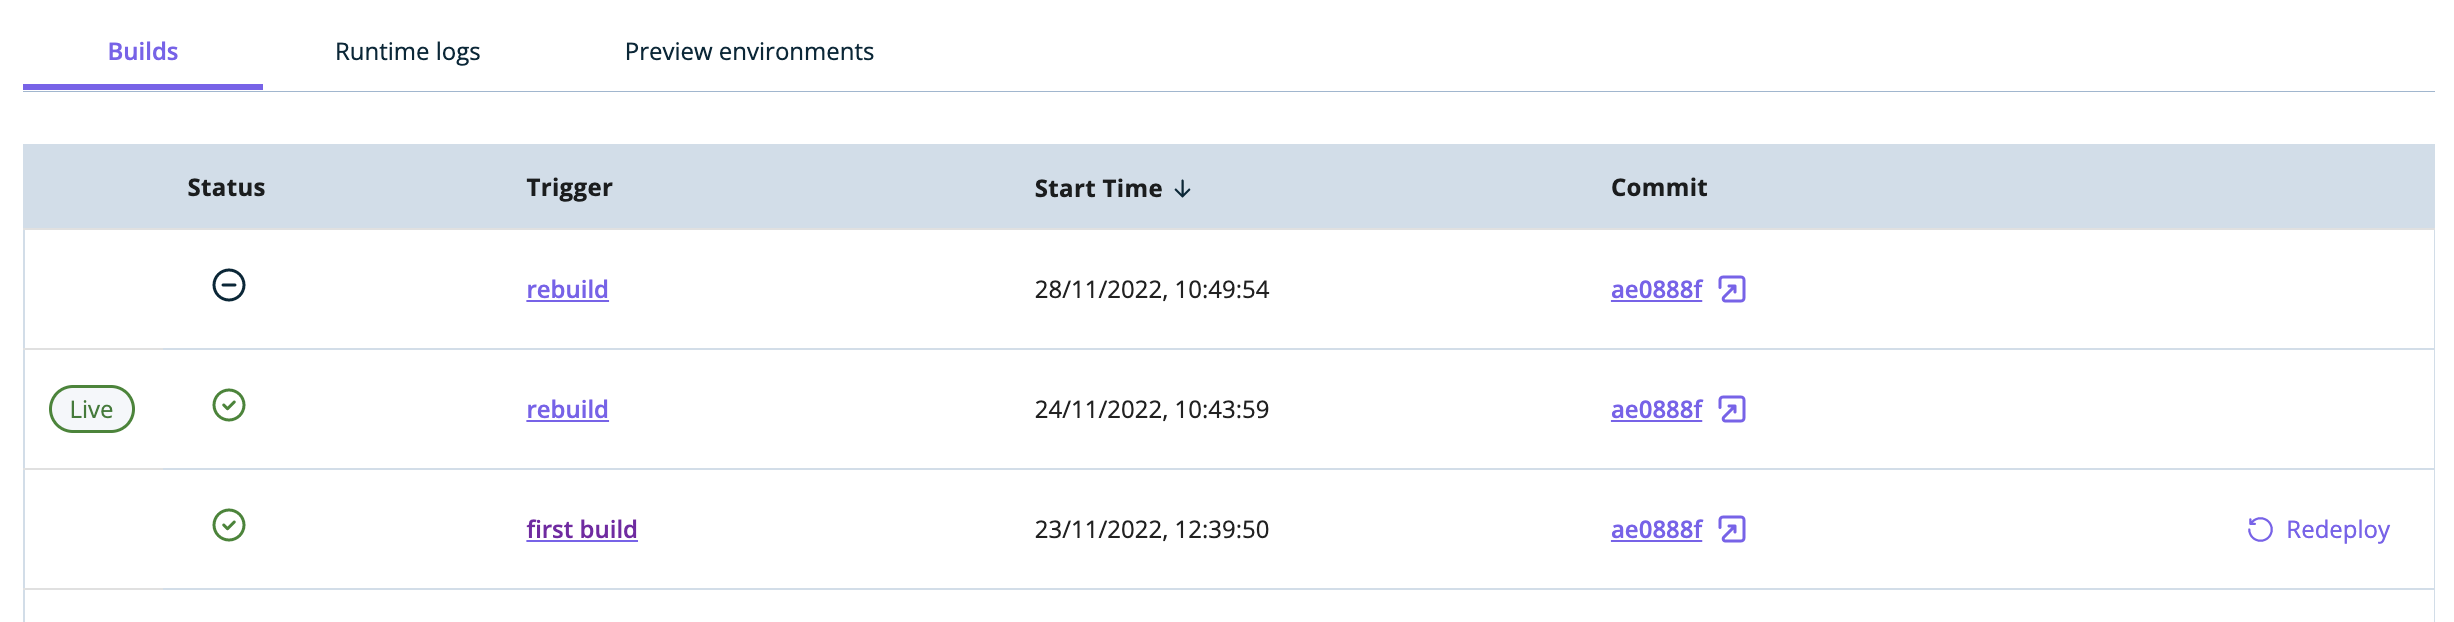 Builds Runtime logs Preview environments
Status Trigger Start Time Commit
rebuild 28/11/2022, 10:49:54 ae0888f
Live rebuild 24/11/2022, 10:43:59 ae0888f
first build 23/11/2022, 12:39:50 ae0888f Redeploy